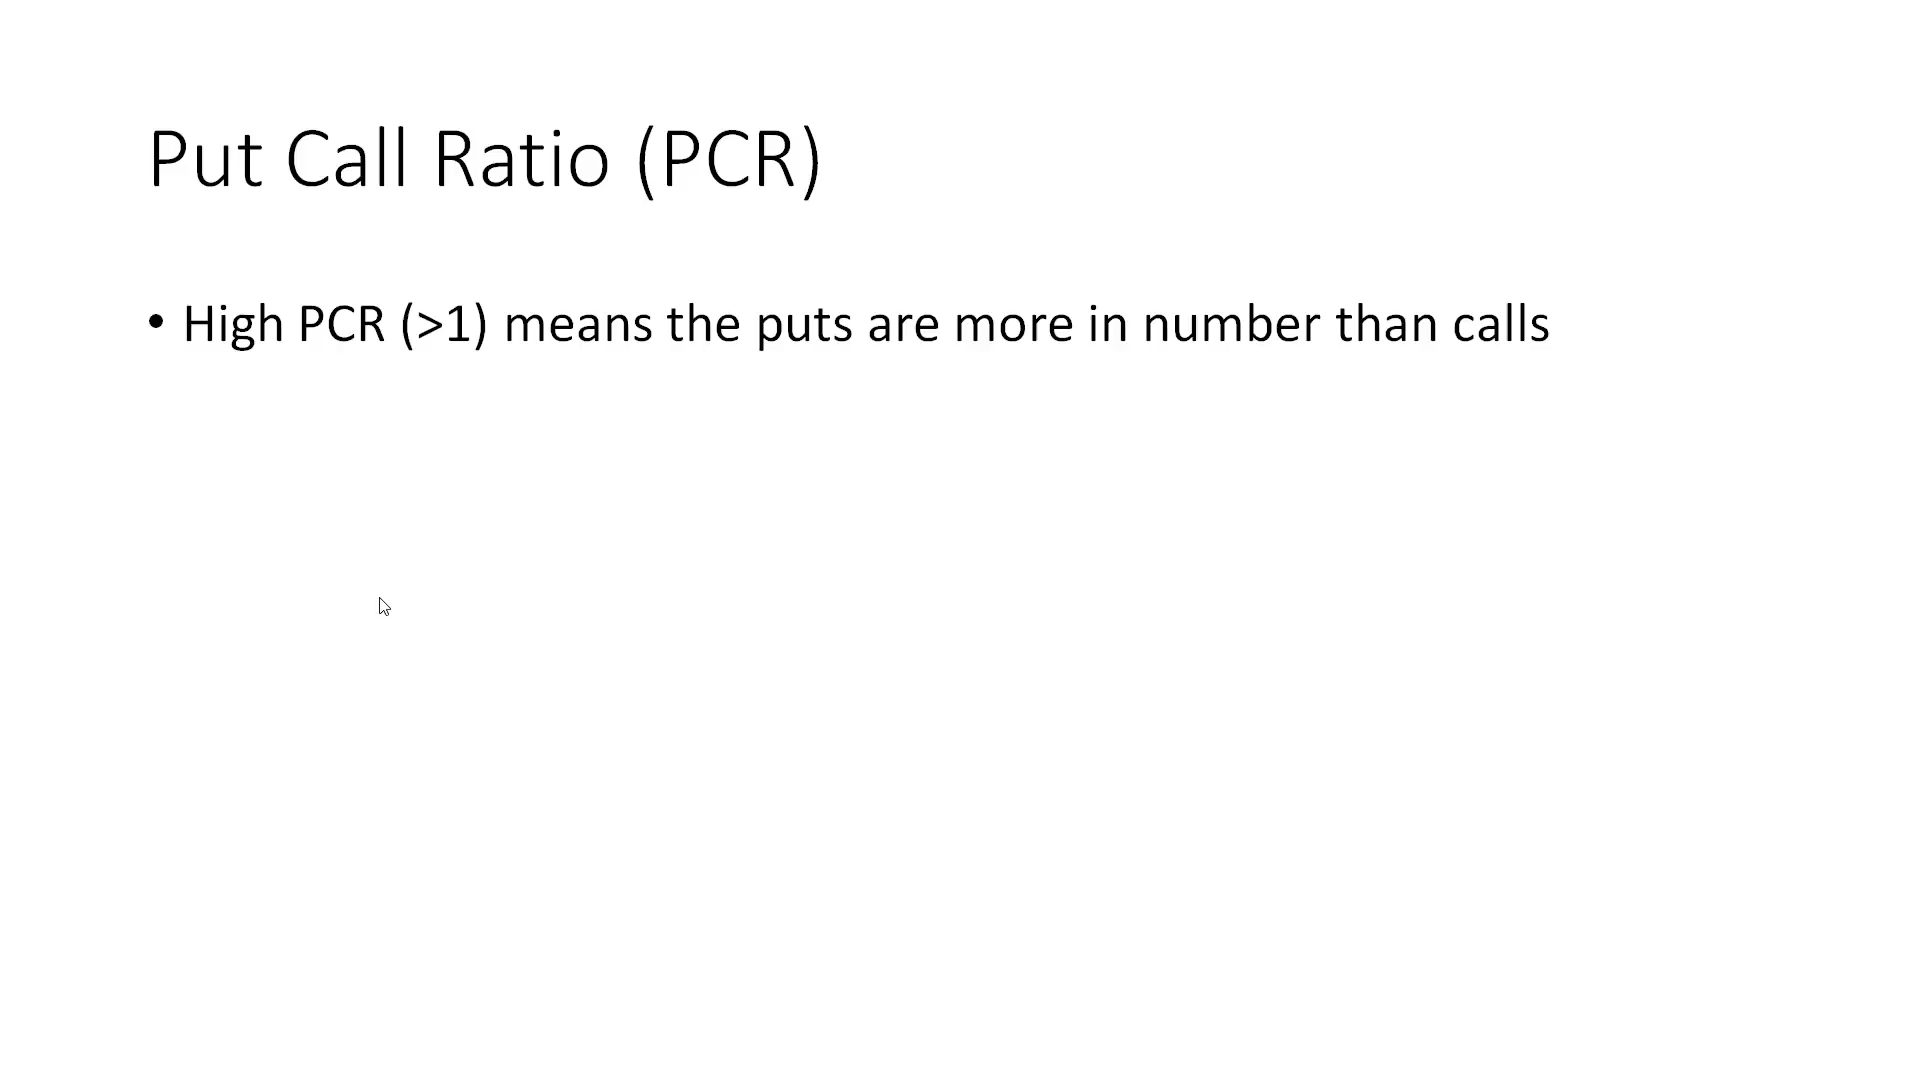 Put Call Ratio (PCR)
• High PCR (>1) means the puts are more in number than calls